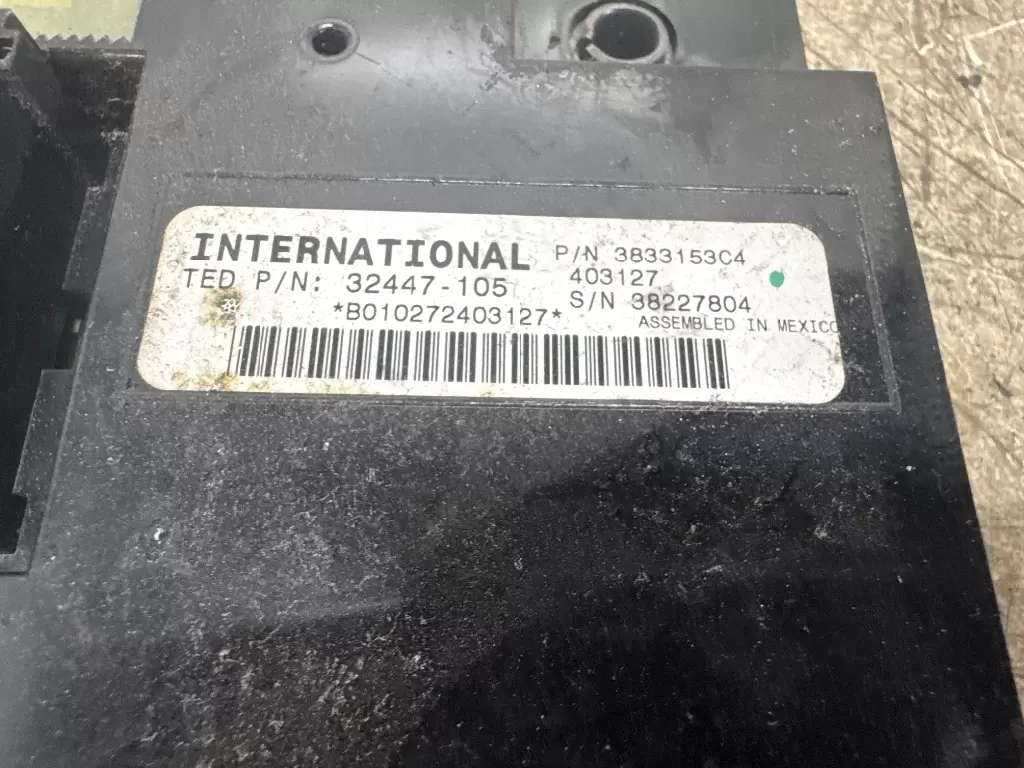 INTERNATIONAL P/N 3833153C4
TED P/N: 32447-105 403127
S/N 38227804
*B010272403127*
ASSEMBLED IN MEXICO